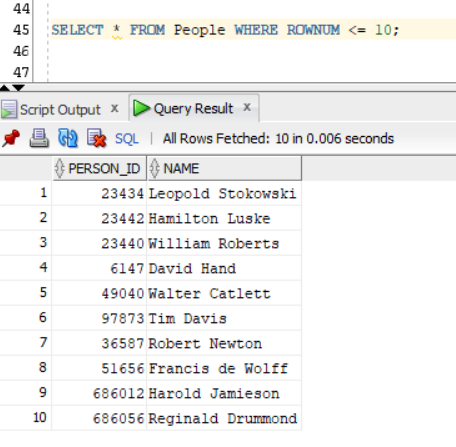 44
45 SELECT * FROM People WHERE ROWNUM <= 10;
46
47
Script Output x Query Result x
SQL | All Rows Fetched: 10 in 0.006 seconds
PERSON_ID NAME
1 23434 Leopold Stokowski
2 23442 Hamilton Luske
3 23440 William Roberts
4 6147 David Hand
5 49040 Walter Catlett
6 97873 Tim Davis
7 36587 Robert Newton
8 51656 Francis de Wolff
9 686012 Harold Jamieson
10 686056 Reginald Drummond